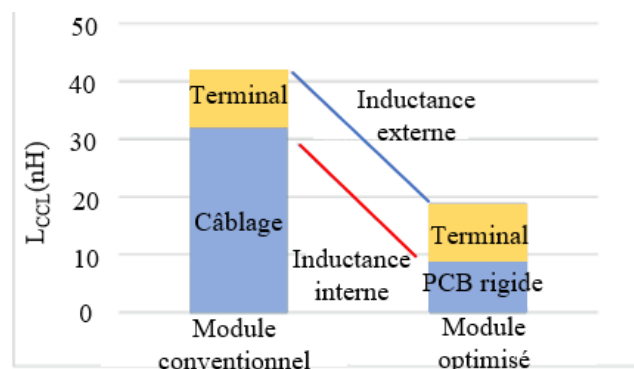 50
40
30
20
10
0
L_CCL(nH)
Terminal
Câblage
Inductance
externe
Inductance
interne
Terminal
PCB rigide
Module
conventionnel
Module
optimisé